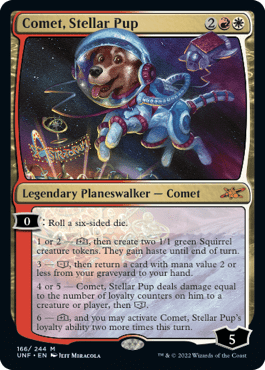 Comet, Stellar Pup 2
Legendary Planeswalker — Comet
0 : Roll a six-sided die.
1 or 2 — , then create two 1/1 green Squirrel
creature tokens. They gain haste until end of turn.
3 — , then return a card with mana value 2 or
less from your graveyard to your hand.
4 or 5 — Comet, Stellar Pup deals damage equal
to the number of loyalty counters on him to a
creature or player, then .
6 — , and you may activate Comet, Stellar Pup's
loyalty ability two more times this turn.
5
166/ 244 M
UNF • EN Jeff Miracola
™ & © 2022 Wizards of the Coast